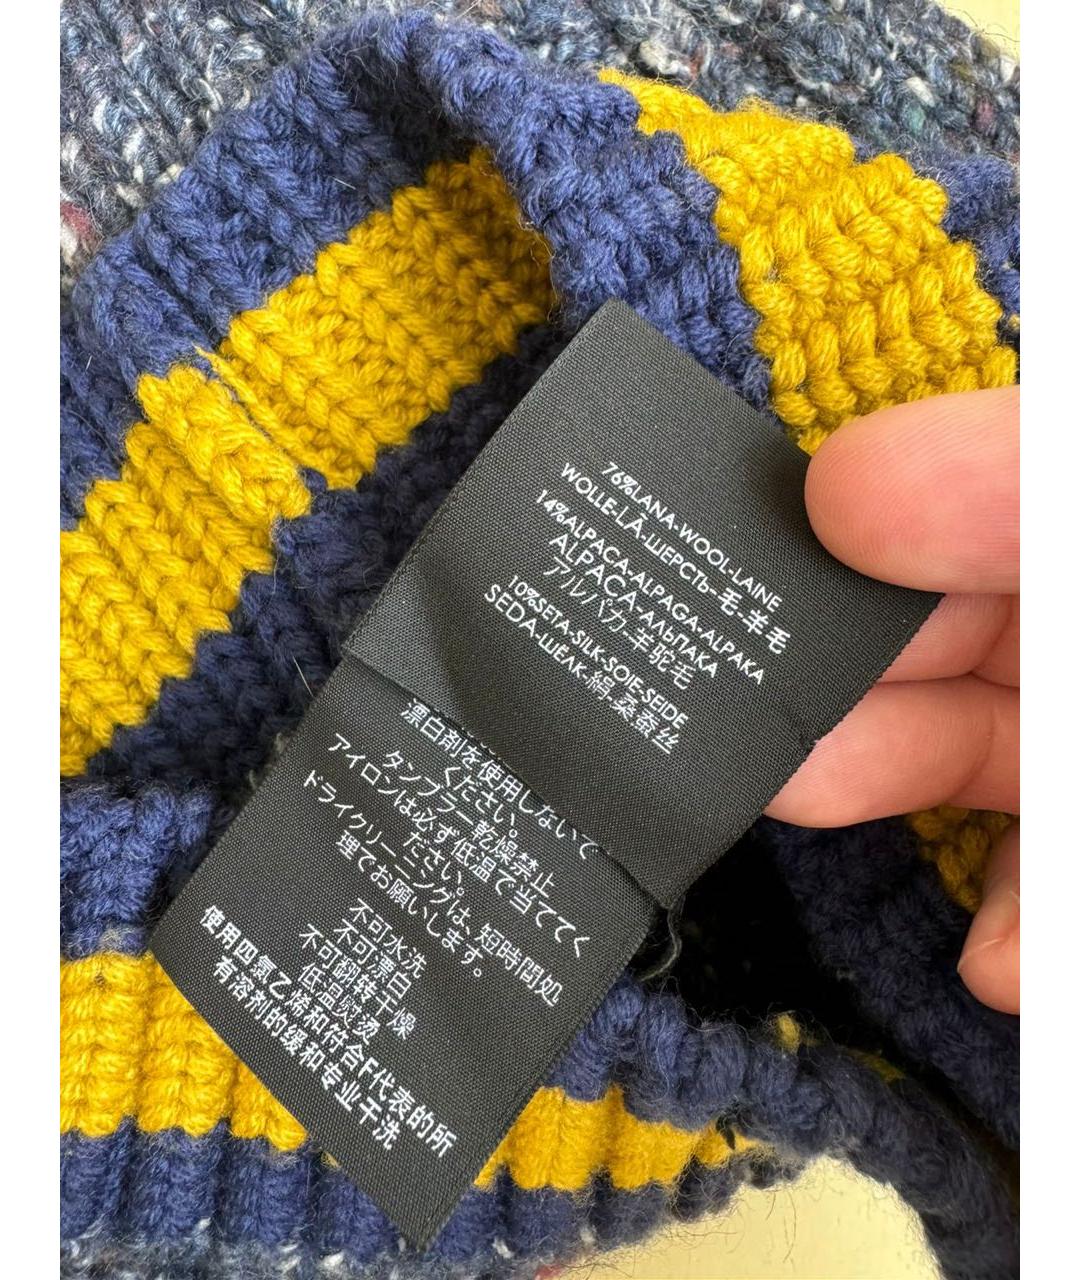 76%LANA-WOOL-LAINE
WOLLE-LÃ-ШЕРСТЬ-毛-羊毛
14%ALPACA-ALPAGA-ALPAKA
ALPACA-АЛЬПАКА
アルパカ-羊驼毛
10%SETA-SILK-SOIE-SEIDE
SEDA-ШЁЛК-絹-桑蚕丝
漂白剤を使用しないで
ください。
タンブラー乾燥禁止
アイロンは必ず低温で当ててく
ださい。
ドライクリーニングは、短時間処
理でお願いします。
不可水洗
不可漂白
不可翻转干燥
低温熨烫
使用四氯乙烯和符合F代表的所
有溶剂的缓和专业干洗